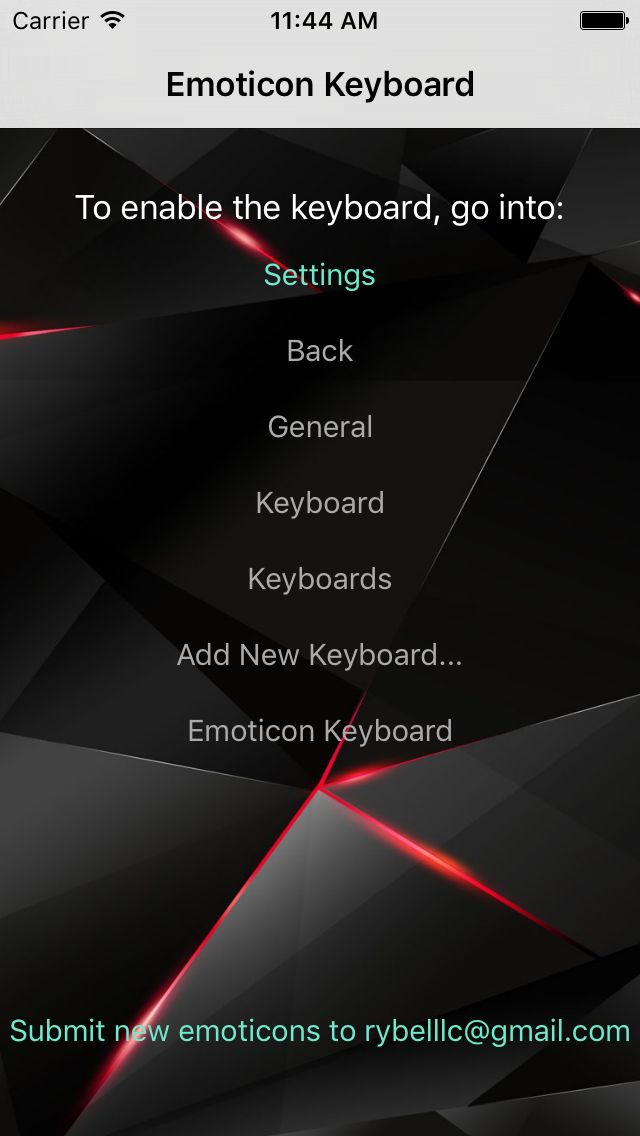 Carrier 11:44 AM
Emoticon Keyboard
To enable the keyboard, go into:
Settings
Back
General
Keyboard
Keyboards
Add New Keyboard...
Emoticon Keyboard
Submit new emoticons to rybelllc@gmail.com